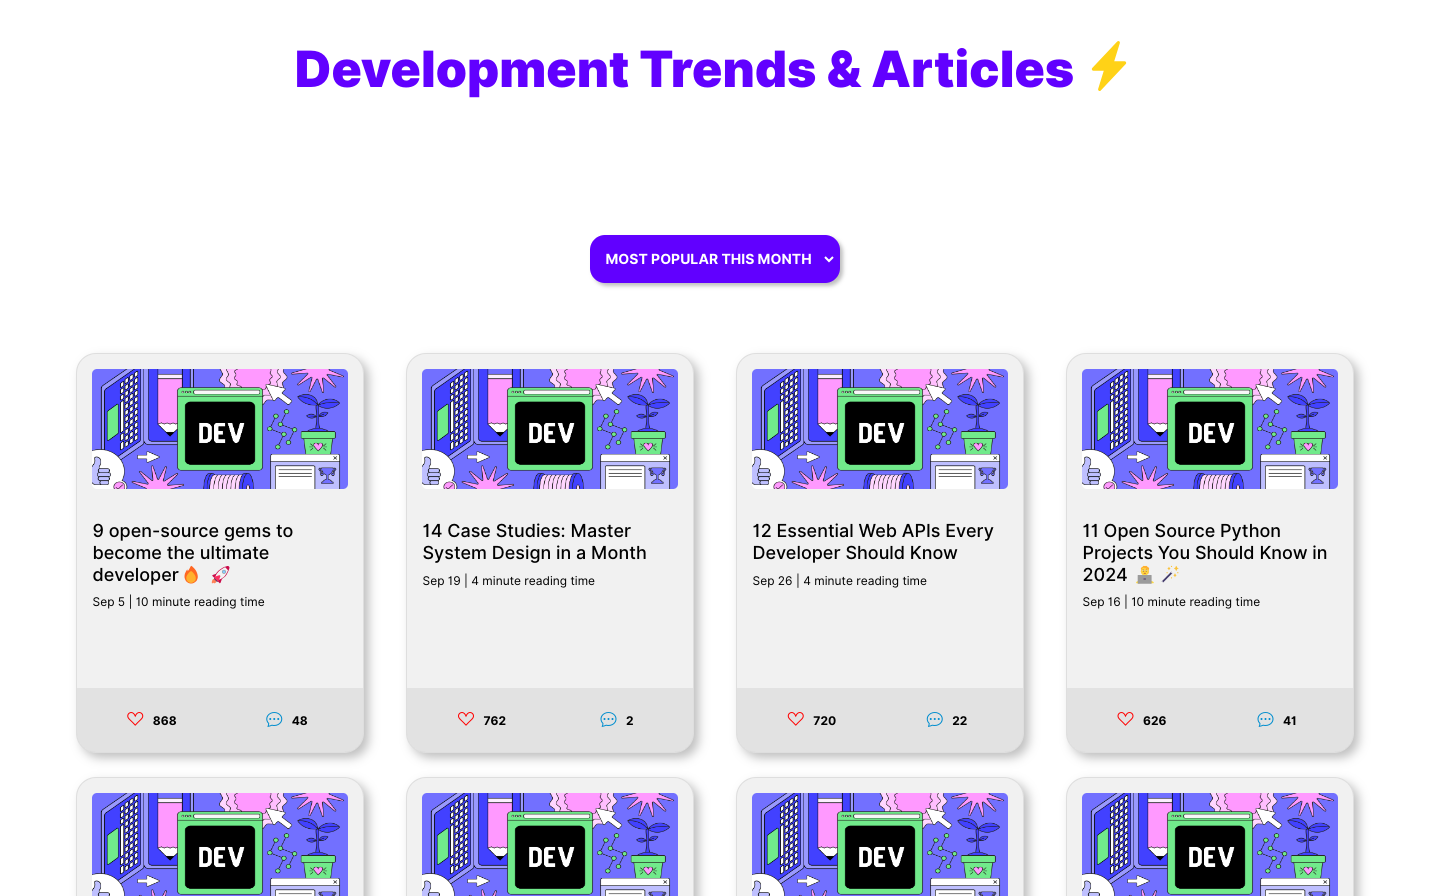 Development Trends & Articles ⚡
MOST POPULAR THIS MONTH
DEV
DEV
DEV
DEV
9 open-source gems to
become the ultimate
developer🔥 🚀
Sep 5 | 10 minute reading time
868
48
14 Case Studies: Master
System Design in a Month
Sep 19 | 4 minute reading time
762
2
12 Essential Web APIs Every
Developer Should Know
Sep 26 | 4 minute reading time
720
22
11 Open Source Python
Projects You Should Know in
2024 👨‍💻 🪄
Sep 16 | 10 minute reading time
626
41
DEV
DEV
DEV
DEV